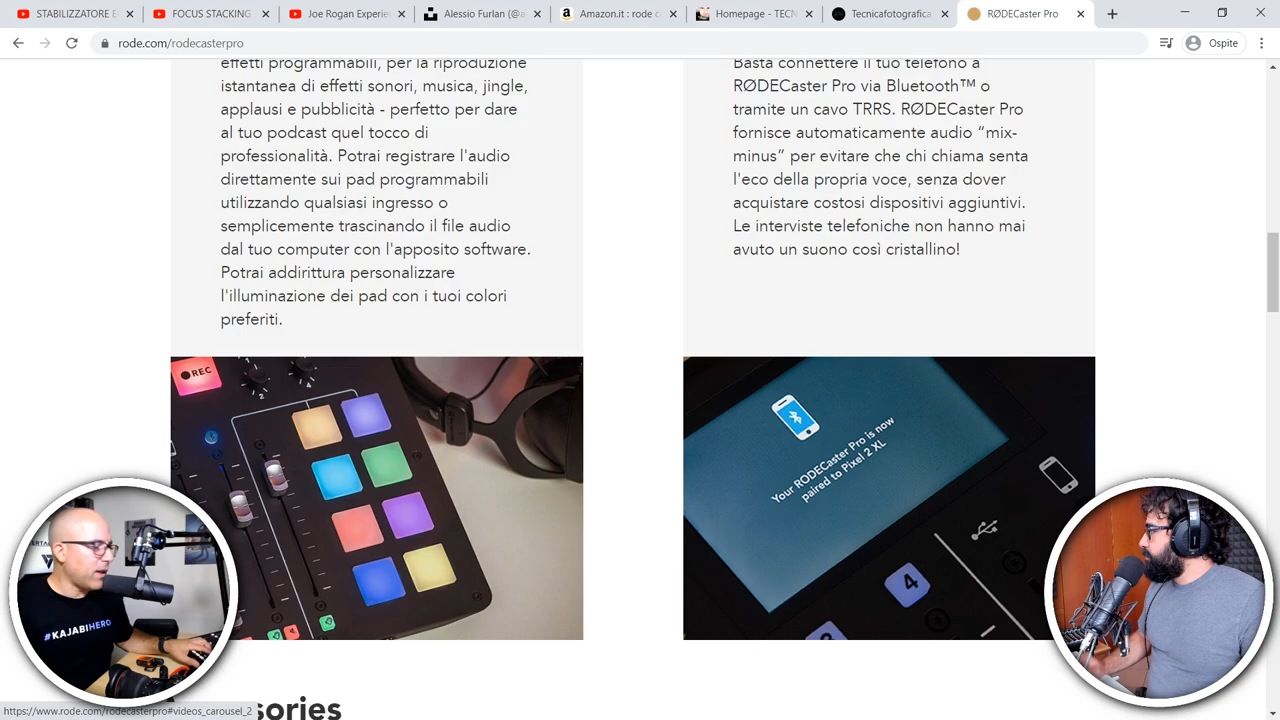 STABILIZZATORE E
FOCUS STACKING
Joe Rogan Experie
Alessio Furlan (@a
Amazon.it : rode c
Homepage - TECN
Tecnicafotografica
RØDECaster Pro
rode.com/rodecasterpro
Ospite
effetti programmabili, per la riproduzione
istantanea di effetti sonori, musica, jingle,
applausi e pubblicità - perfetto per dare
al tuo podcast quel tocco di
professionalità. Potrai registrare l'audio
direttamente sui pad programmabili
utilizzando qualsiasi ingresso o
semplicemente trascinando il file audio
dal tuo computer con l'apposito software.
Potrai addirittura personalizzare
l'illuminazione dei pad con i tuoi colori
preferiti.
Basta connettere il tuo telefono a
RØDECaster Pro via Bluetooth™ o
tramite un cavo TRRS. RØDECaster Pro
fornisce automaticamente audio “mix-
minus” per evitare che chi chiama senta
l'eco della propria voce, senza dover
acquistare costosi dispositivi aggiuntivi.
Le interviste telefoniche non hanno mai
avuto un suono così cristallino!
REC
2
4
Your RØDECaster Pro is now
paired to Pixel 2 XL
4
#KAJABIHERO
sories
https://www.rode.com/rodecasterpro#videos_carousel_2